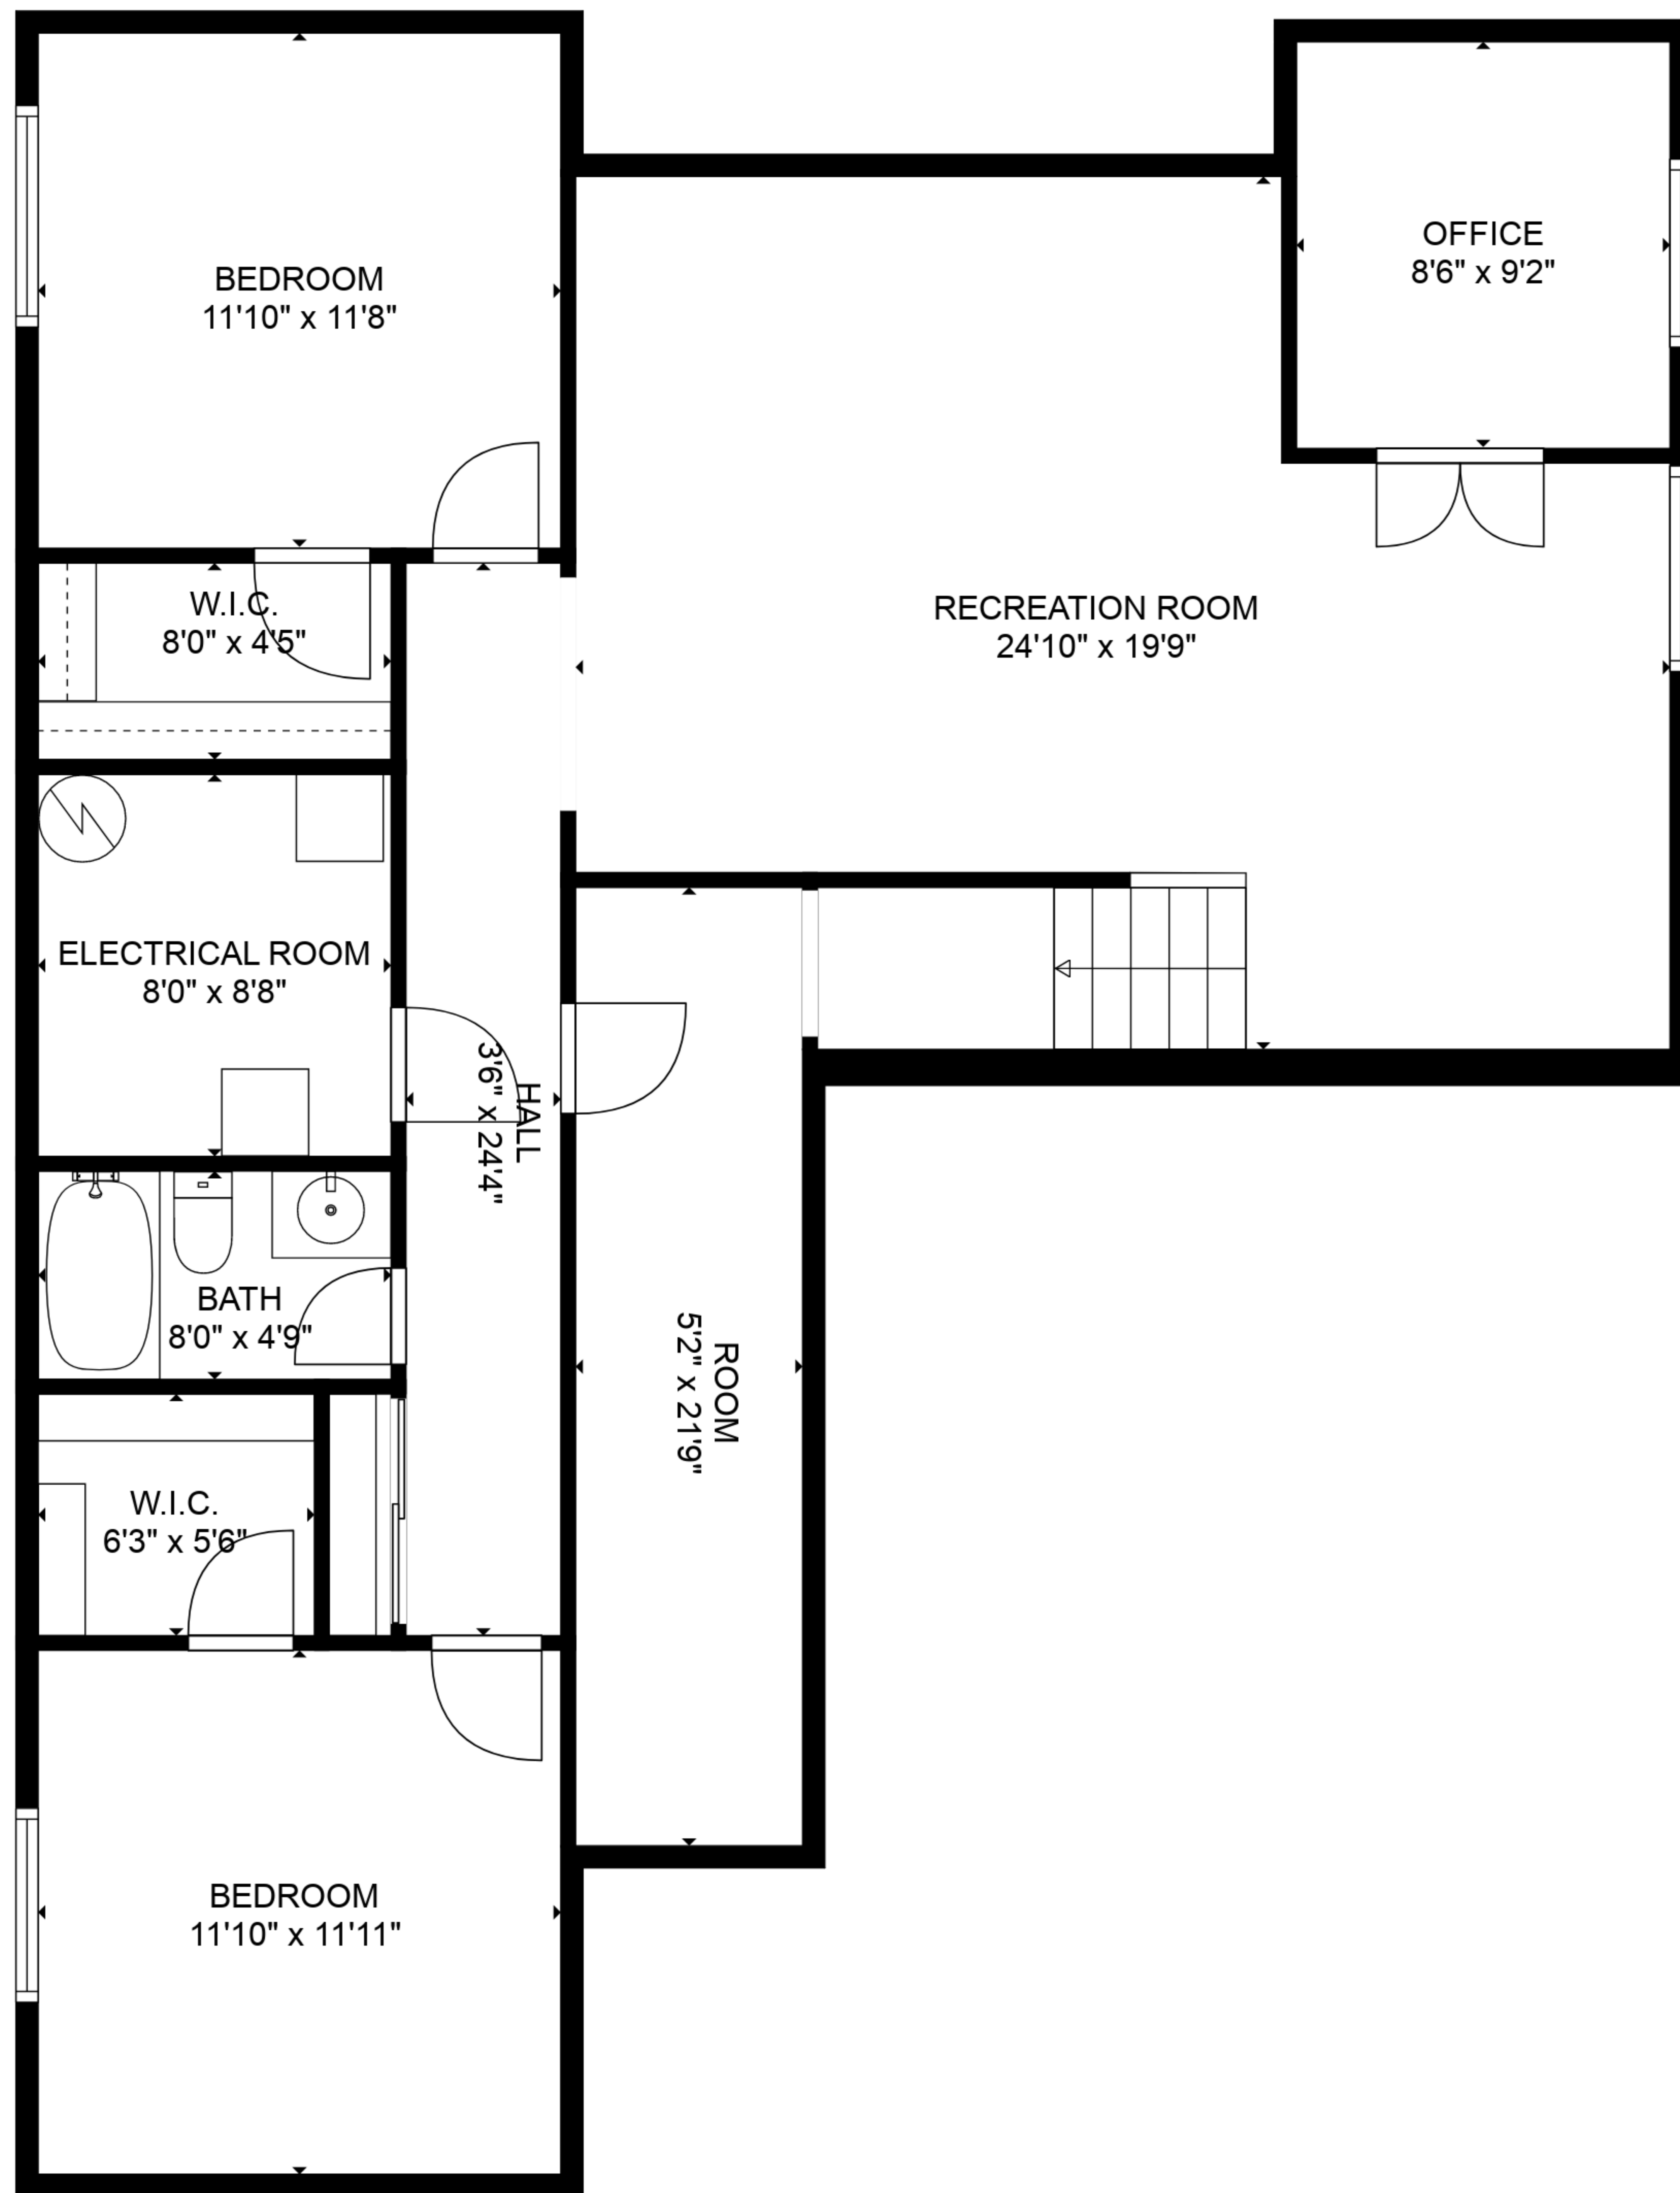 BEDROOM
11'10" x 11'8"
OFFICE
8'6" x 9'2"
W.I.C.
8'0" x 4'5"
RECREATION ROOM
24'10" x 19'9"
ELECTRICAL ROOM
8'0" x 8'8"
HALL
3'6" x 24'4"
BATH
8'0" x 4'9"
ROOM
5'2" x 21'9"
W.I.C.
6'3" x 5'6"
BEDROOM
11'10" x 11'11"